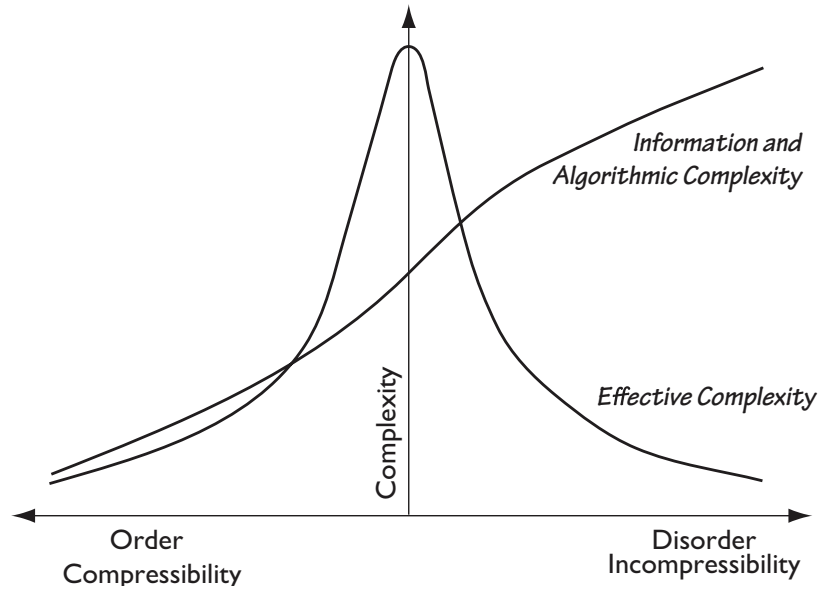 Information and
Algorithmic Complexity
Effective Complexity
Complexity
Order
Compressibility
Disorder
Incompressibility